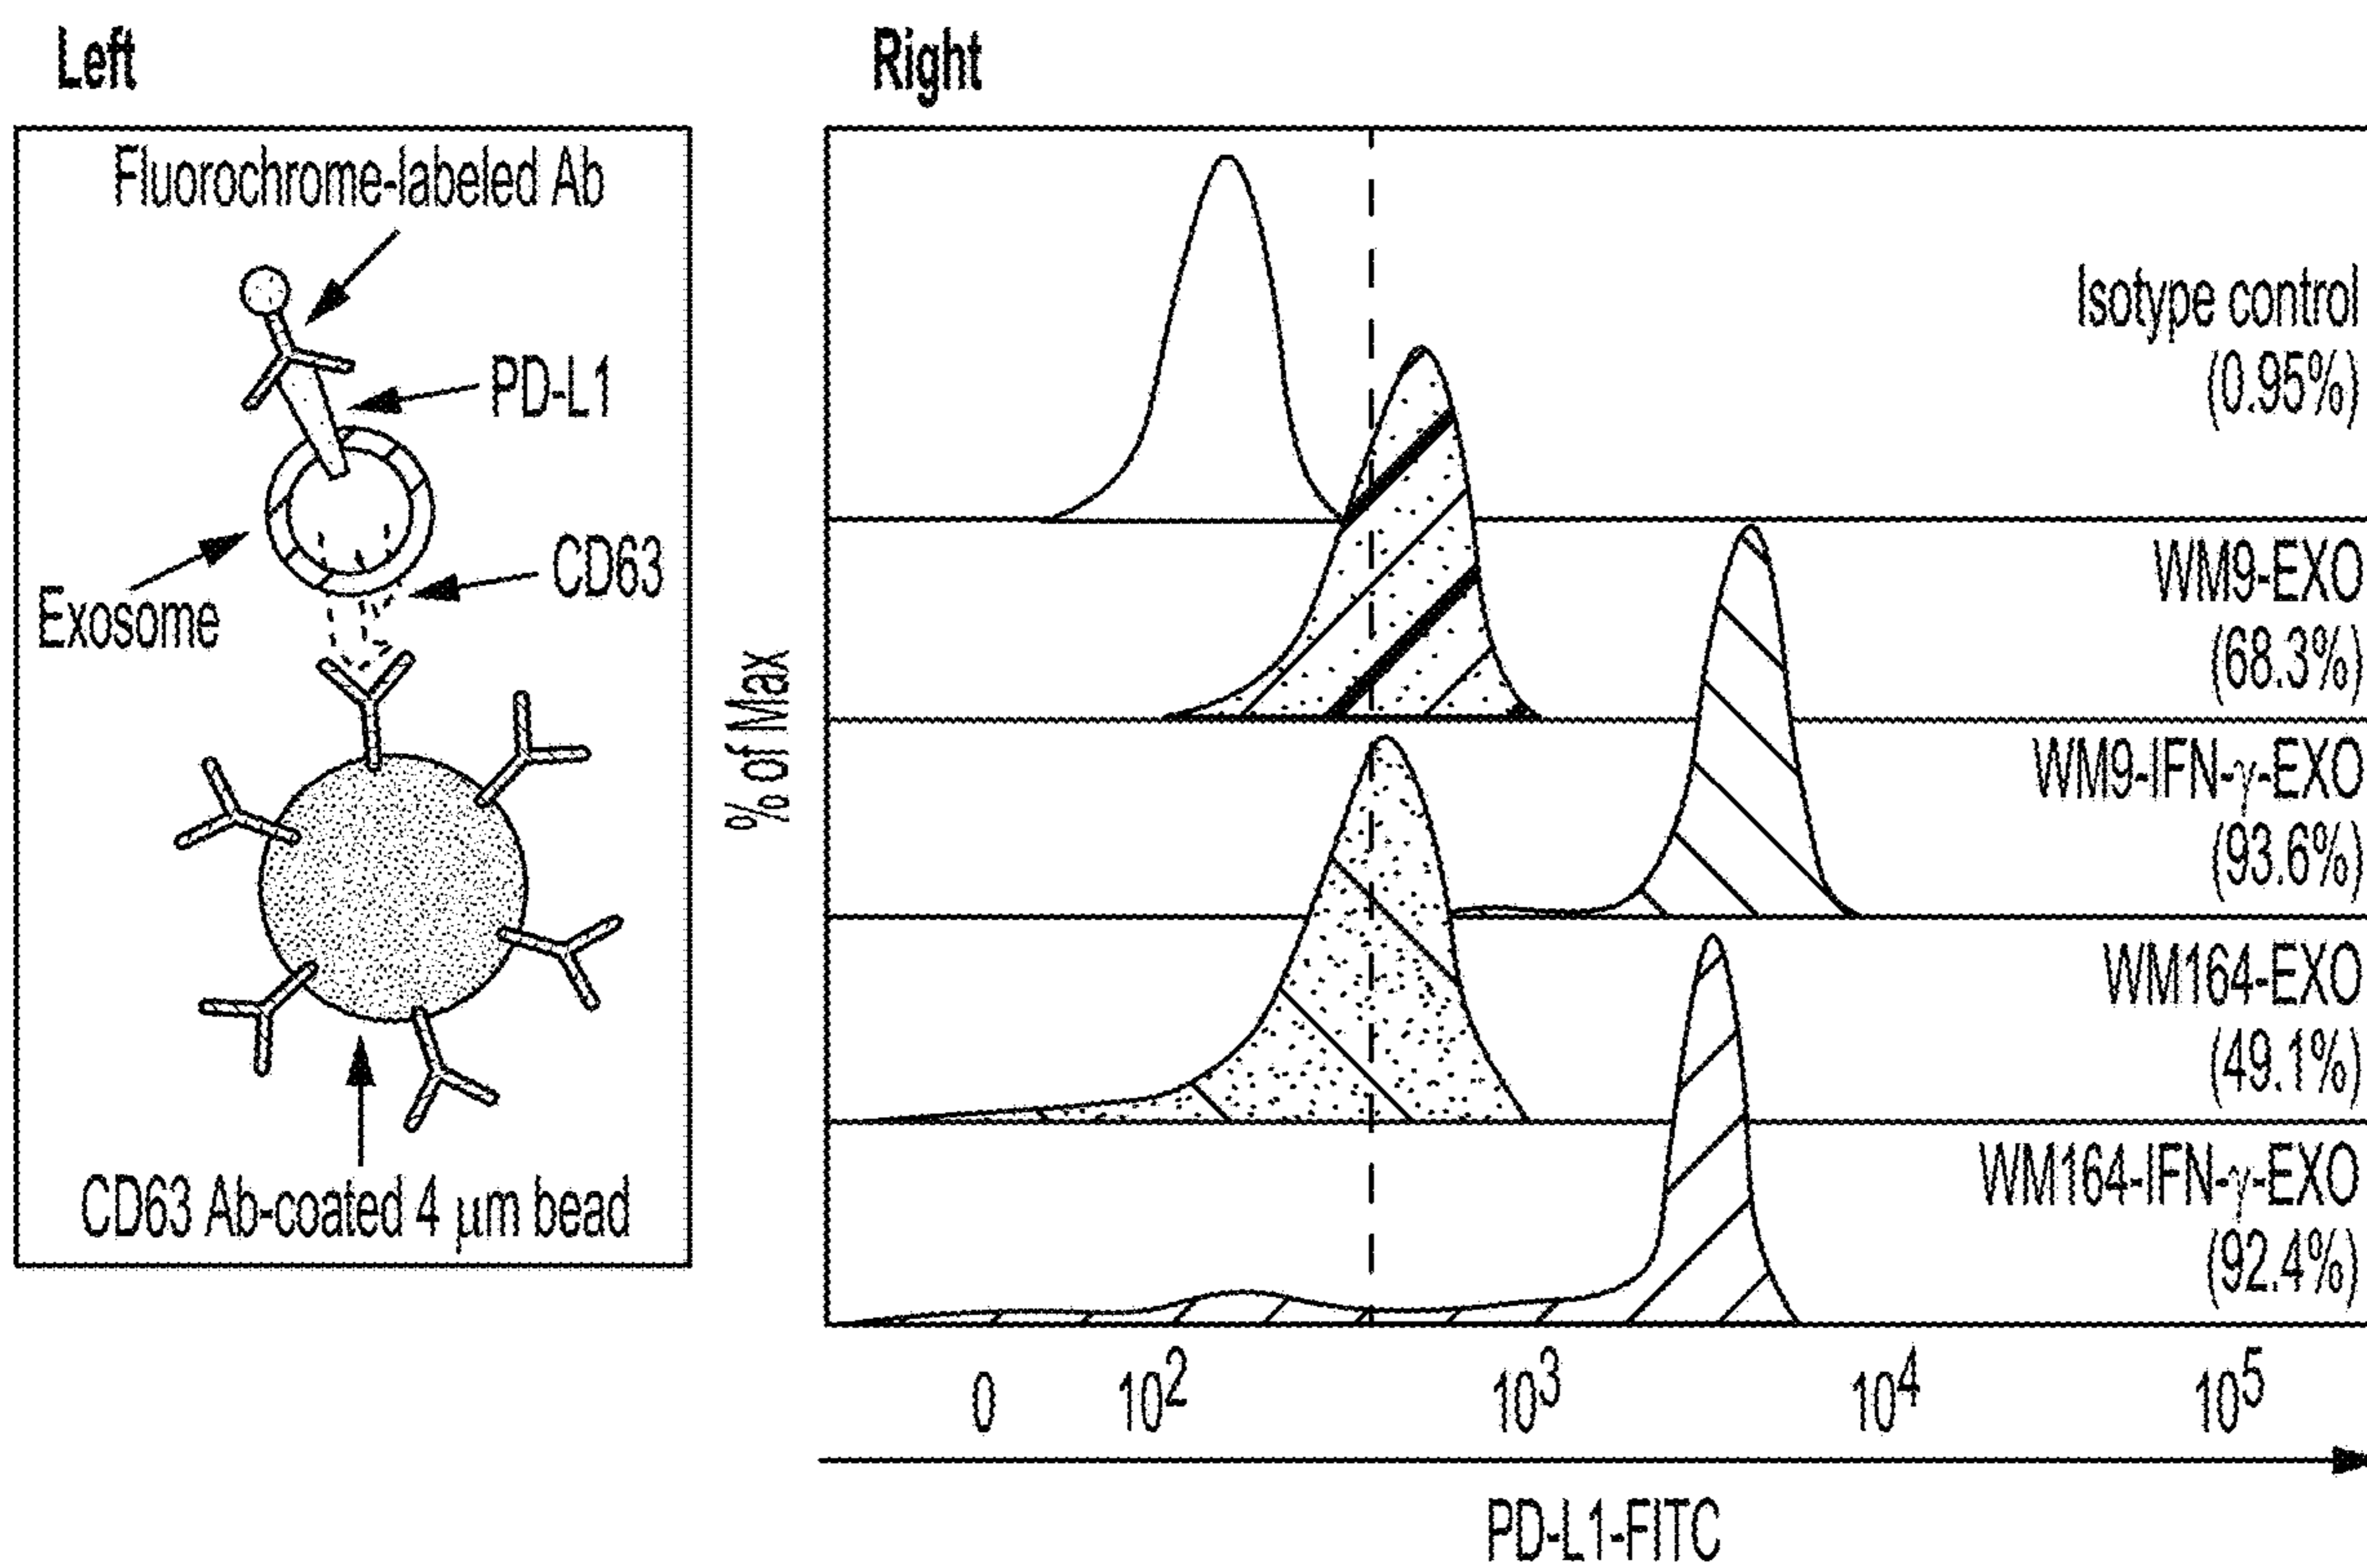 Left
Fluorochrome-labeled Ab
PD-L1
CD63
Exosome
CD63 Ab-coated 4 μm bead
Right
% of Max
Isotype control
(0.95%)
WM9-EXO
(68.3%)
WM9-IFN-γ-EXO
(93.6%)
WM164-EXO
(49.1%)
WM164-IFN-γ-EXO
(92.4%)
0 10² 10³ 10⁴ 10⁵
PD-L1-FITC